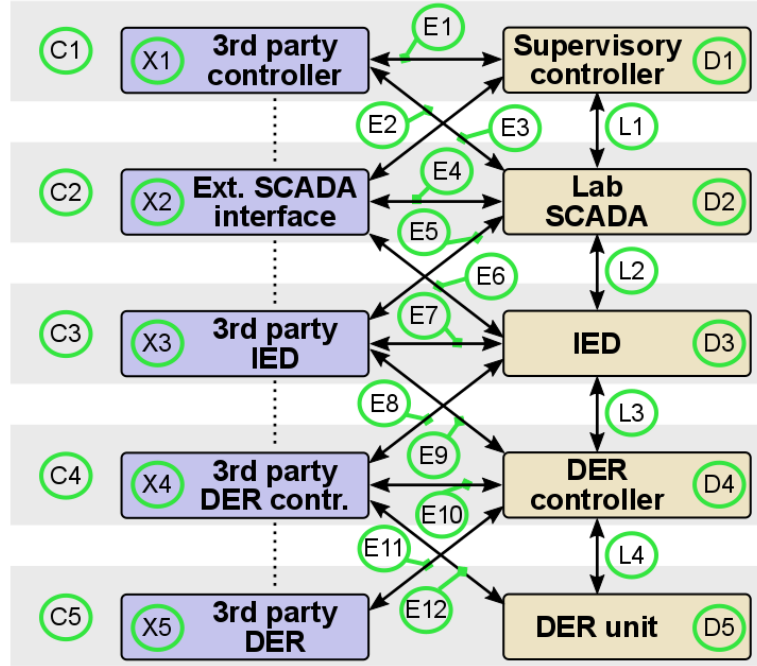 C1
X1
3rd party
controller
E1
Supervisory
controller
D1
E2
E3
L1
C2
X2
Ext. SCADA
interface
E4
Lab
SCADA
D2
E5
E6
L2
C3
X3
3rd party
IED
E7
IED
D3
E8
E9
L3
C4
X4
3rd party
DER contr.
E10
DER
controller
D4
E11
E12
L4
C5
X5
3rd party
DER
DER unit
D5